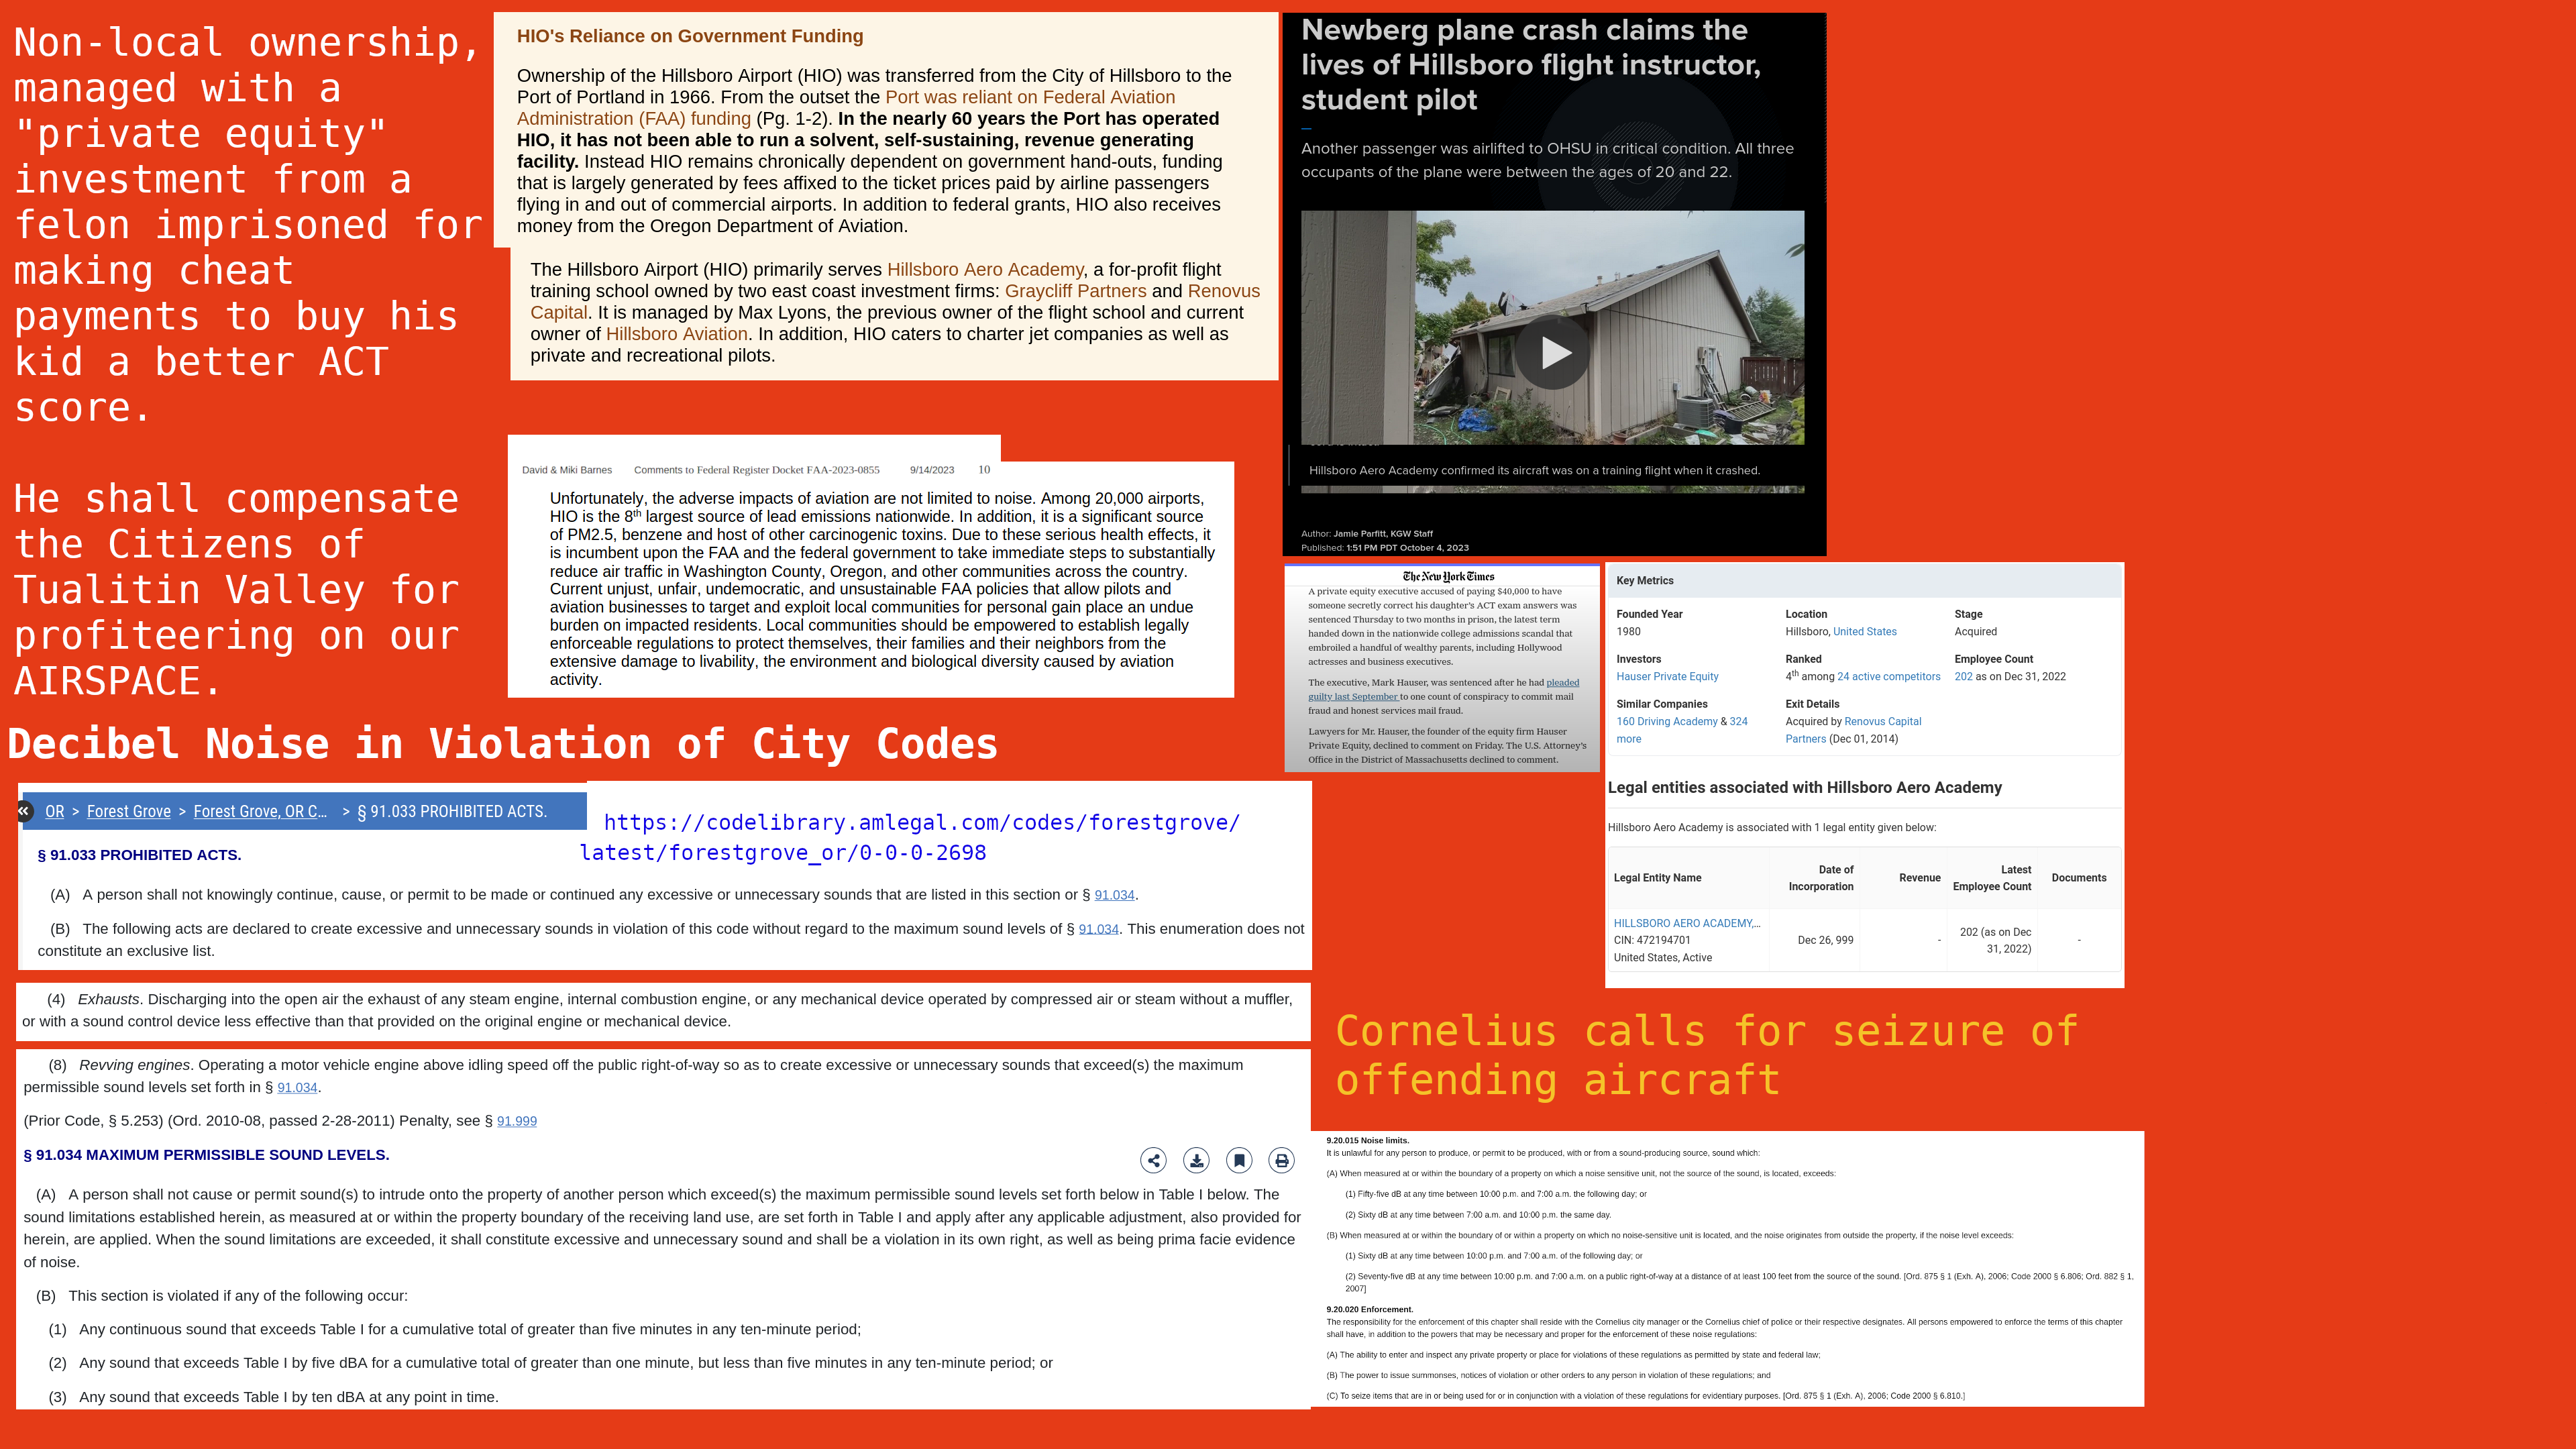 Non-local ownership,
managed with a
"private equity"
investment from a
felon imprisoned for
making cheat
payments to buy his
kid a better ACT
score.
He shall compensate
the Citizens of
Tualitin Valley for
profiteering on our
AIRSPACE.
HIO's Reliance on Government Funding
Ownership of the Hillsboro Airport (HIO) was transferred from the City of Hillsboro to the
Port of Portland in 1966. From the outset the Port was reliant on Federal Aviation
Administration (FAA) funding (Pg. 1-2). In the nearly 60 years the Port has operated
HIO, it has not been able to run a solvent, self-sustaining, revenue generating
facility. Instead HIO remains chronically dependent on government hand-outs, funding
that is largely generated by fees affixed to the ticket prices paid by airline passengers
flying in and out of commercial airports. In addition to federal grants, HIO also receives
money from the Oregon Department of Aviation.
The Hillsboro Airport (HIO) primarily serves Hillsboro Aero Academy, a for-profit flight
training school owned by two east coast investment firms: Graycliff Partners and Renovus
Capital. It is managed by Max Lyons, the previous owner of the flight school and current
owner of Hillsboro Aviation. In addition, HIO caters to charter jet companies as well as
private and recreational pilots.
David & Miki Barnes Comments to Federal Register Docket FAA-2023-0855 9/14/2023 10
Unfortunately, the adverse impacts of aviation are not limited to noise. Among 20,000 airports,
HIO is the 8th largest source of lead emissions nationwide. In addition, it is a significant source
of PM2.5, benzene and host of other carcinogenic toxins. Due to these serious health effects, it
is incumbent upon the FAA and the federal government to take immediate steps to substantially
reduce air traffic in Washington County, Oregon, and other communities across the country.
Current unjust, unfair, undemocratic, and unsustainable FAA policies that allow pilots and
aviation businesses to target and exploit local communities for personal gain place an undue
burden on impacted residents. Local communities should be empowered to establish legally
enforceable regulations to protect themselves, their families and their neighbors from the
extensive damage to livability, the environment and biological diversity caused by aviation
activity.
Newberg plane crash claims the
lives of Hillsboro flight instructor,
student pilot
Another passenger was airlifted to OHSU in critical condition. All three
occupants of the plane were between the ages of 20 and 22.
Hillsboro Aero Academy confirmed its aircraft was on a training flight when it crashed.
Author: Jamie Parfitt, KGW Staff
Published: 1:51 PM PDT October 4, 2023
The New York Times
A private equity executive accused of paying $40,000 to have
someone secretly correct his daughter's ACT exam answers was
sentenced Thursday to two months in prison, the latest term
handed down in the nationwide college admissions scandal that
embroiled a handful of wealthy parents, including Hollywood
actresses and business executives.
The executive, Mark Hauser, was sentenced after he had pleaded
guilty last September to one count of conspiracy to commit mail
fraud and honest services mail fraud.
Lawyers for Mr. Hauser, the founder of the equity firm Hauser
Private Equity, declined to comment on Friday. The U.S. Attorney's
Office in the District of Massachusetts declined to comment.
Key Metrics
Founded Year Location Stage
1980 Hillsboro, United States Acquired
Investors Ranked Employee Count
Hauser Private Equity 4th among 24 active competitors 202 as on Dec 31, 2022
Similar Companies Exit Details
160 Driving Academy & 324 Acquired by Renovus Capital
more Partners (Dec 01, 2014)
Legal entities associated with Hillsboro Aero Academy
Hillsboro Aero Academy is associated with 1 legal entity given below:
Legal Entity Name Date of Incorporation Revenue Latest Employee Count Documents
HILLSBORO AERO ACADEMY,...
CIN: 472194701 Dec 26, 999 - 202 (as on Dec 31, 2022) -
United States, Active
Decibel Noise in Violation of City Codes
« OR > Forest Grove > Forest Grove, OR C... > § 91.033 PROHIBITED ACTS.
https://codelibrary.amlegal.com/codes/forestgrove/
latest/forestgrove_or/0-0-0-2698
§ 91.033 PROHIBITED ACTS.
(A) A person shall not knowingly continue, cause, or permit to be made or continued any excessive or unnecessary sounds that are listed in this section or § 91.034.
(B) The following acts are declared to create excessive and unnecessary sounds in violation of this code without regard to the maximum sound levels of § 91.034. This enumeration does not
constitute an exclusive list.
(4) Exhausts. Discharging into the open air the exhaust of any steam engine, internal combustion engine, or any mechanical device operated by compressed air or steam without a muffler,
or with a sound control device less effective than that provided on the original engine or mechanical device.
(8) Revving engines. Operating a motor vehicle engine above idling speed off the public right-of-way so as to create excessive or unnecessary sounds that exceed(s) the maximum
permissible sound levels set forth in § 91.034.
(Prior Code, § 5.253) (Ord. 2010-08, passed 2-28-2011) Penalty, see § 91.999
§ 91.034 MAXIMUM PERMISSIBLE SOUND LEVELS.
(A) A person shall not cause or permit sound(s) to intrude onto the property of another person which exceed(s) the maximum permissible sound levels set forth below in Table I below. The
sound limitations established herein, as measured at or within the property boundary of the receiving land use, are set forth in Table I and apply after any applicable adjustment, also provided for
herein, are applied. When the sound limitations are exceeded, it shall constitute excessive and unnecessary sound and shall be a violation in its own right, as well as being prima facie evidence
of noise.
(B) This section is violated if any of the following occur:
(1) Any continuous sound that exceeds Table I for a cumulative total of greater than five minutes in any ten-minute period;
(2) Any sound that exceeds Table I by five dBA for a cumulative total of greater than one minute, but less than five minutes in any ten-minute period; or
(3) Any sound that exceeds Table I by ten dBA at any point in time.
Cornelius calls for seizure of
offending aircraft
9.20.015 Noise limits.
It is unlawful for any person to produce, or permit to be produced, with or from a sound-producing source, sound which:
(A) When measured at or within the boundary of a property on which a noise sensitive unit, not the source of the sound, is located, exceeds:
(1) Fifty-five dB at any time between 10:00 p.m. and 7:00 a.m. the following day; or
(2) Sixty dB at any time between 7:00 a.m. and 10:00 p.m. the same day.
(B) When measured at or within the boundary of or within a property on which no noise-sensitive unit is located, and the noise originates from outside the property, if the noise level exceeds:
(1) Sixty dB at any time between 10:00 p.m. and 7:00 a.m. of the following day; or
(2) Seventy-five dB at any time between 10:00 p.m. and 7:00 a.m. on a public right-of-way at a distance of at least 100 feet from the source of the sound. [Ord. 875 § 1 (Exh. A), 2006; Code 2000 § 6.806; Ord. 882 § 1,
2007]
9.20.020 Enforcement.
The responsibility for the enforcement of this chapter shall reside with the Cornelius city manager or the Cornelius chief of police or their respective designates. All persons empowered to enforce the terms of this chapter
shall have, in addition to the powers that may be necessary and proper for the enforcement of these noise regulations:
(A) The ability to enter and inspect any private property or place for violations of these regulations as permitted by state and federal law;
(B) The power to issue summonses, notices of violation or other orders to any person in violation of these regulations; and
(C) To seize items that are in or being used for or in conjunction with a violation of these regulations for evidentiary purposes. [Ord. 875 § 1 (Exh. A), 2006; Code 2000 § 6.810.]